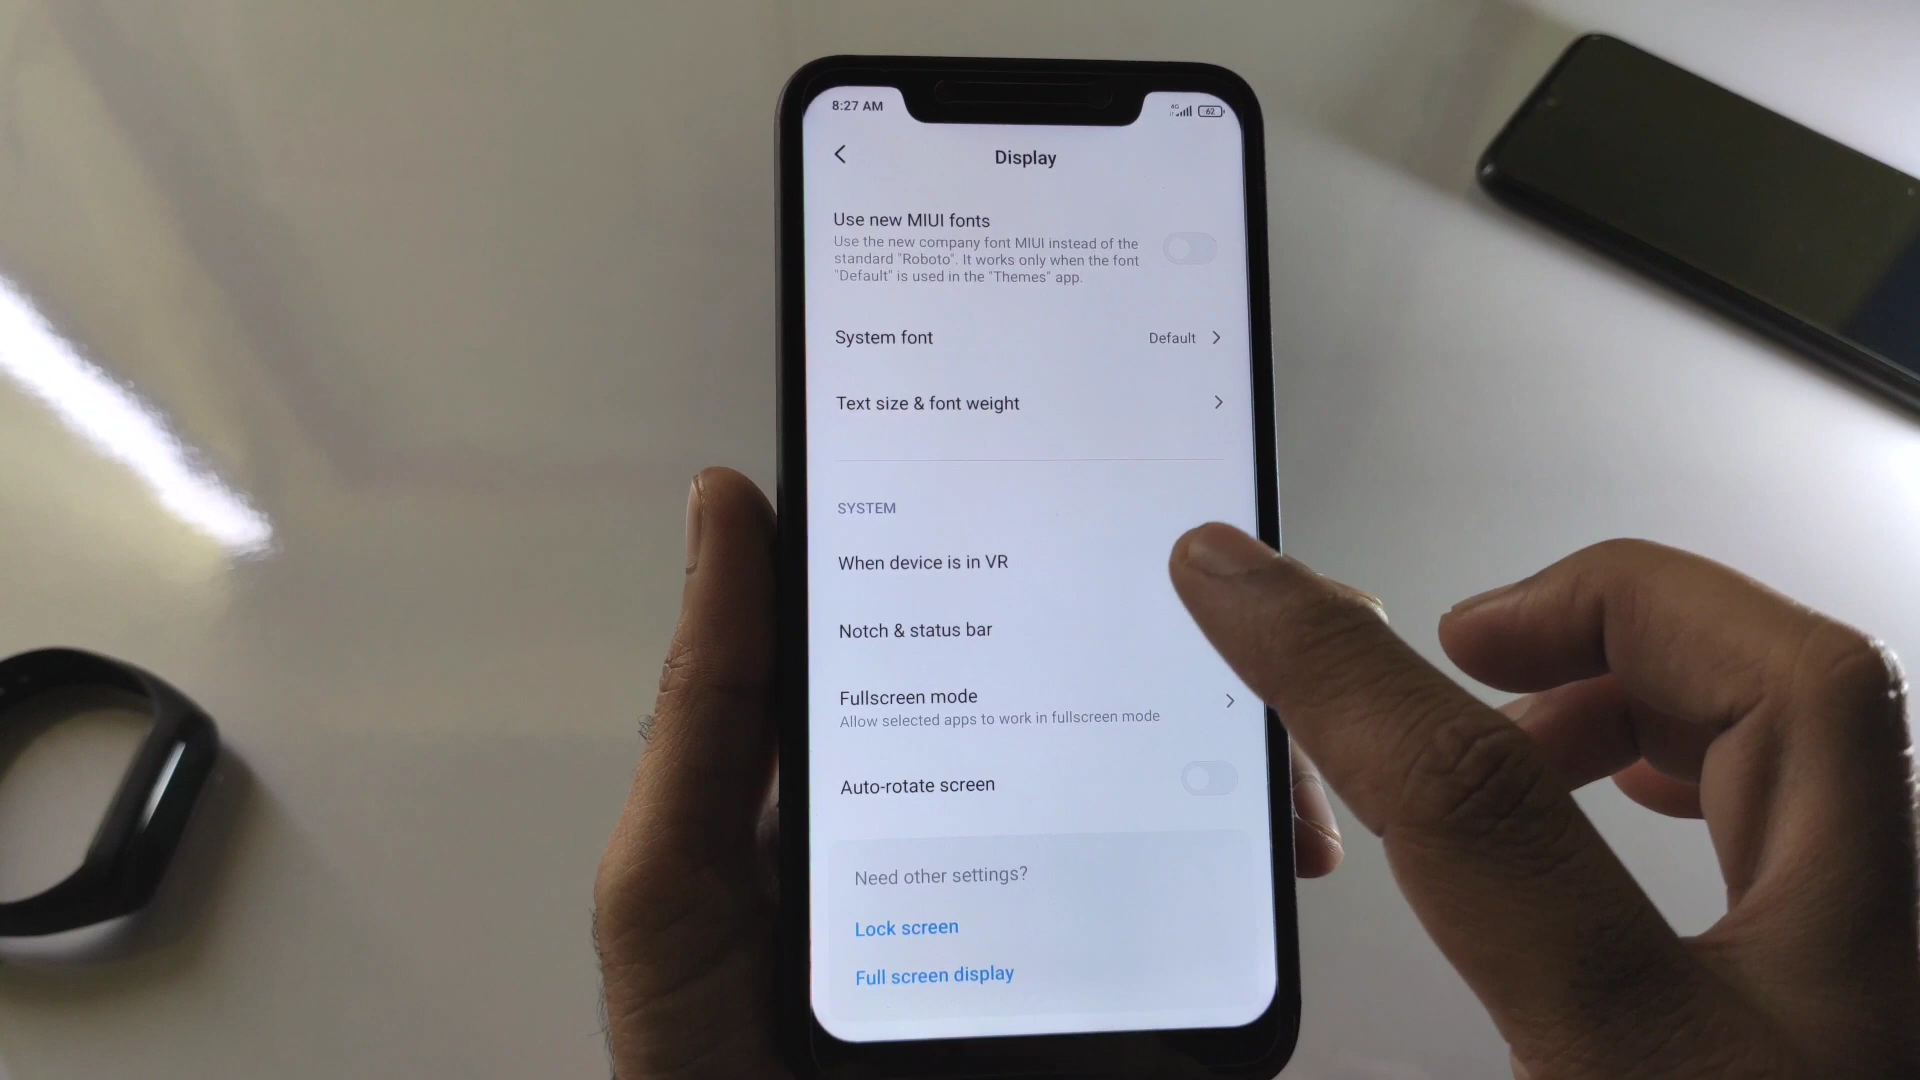 8:27 AM
4G
62
Display
Use new MIUI fonts
Use the new company font MIUI instead of the
standard "Roboto". It works only when the font
"Default" is used in the "Themes" app.
System font
Default
Text size & font weight
SYSTEM
When device is in VR
Notch & status bar
Fullscreen mode
Allow selected apps to work in fullscreen mode
Auto-rotate screen
Need other settings?
Lock screen
Full screen display